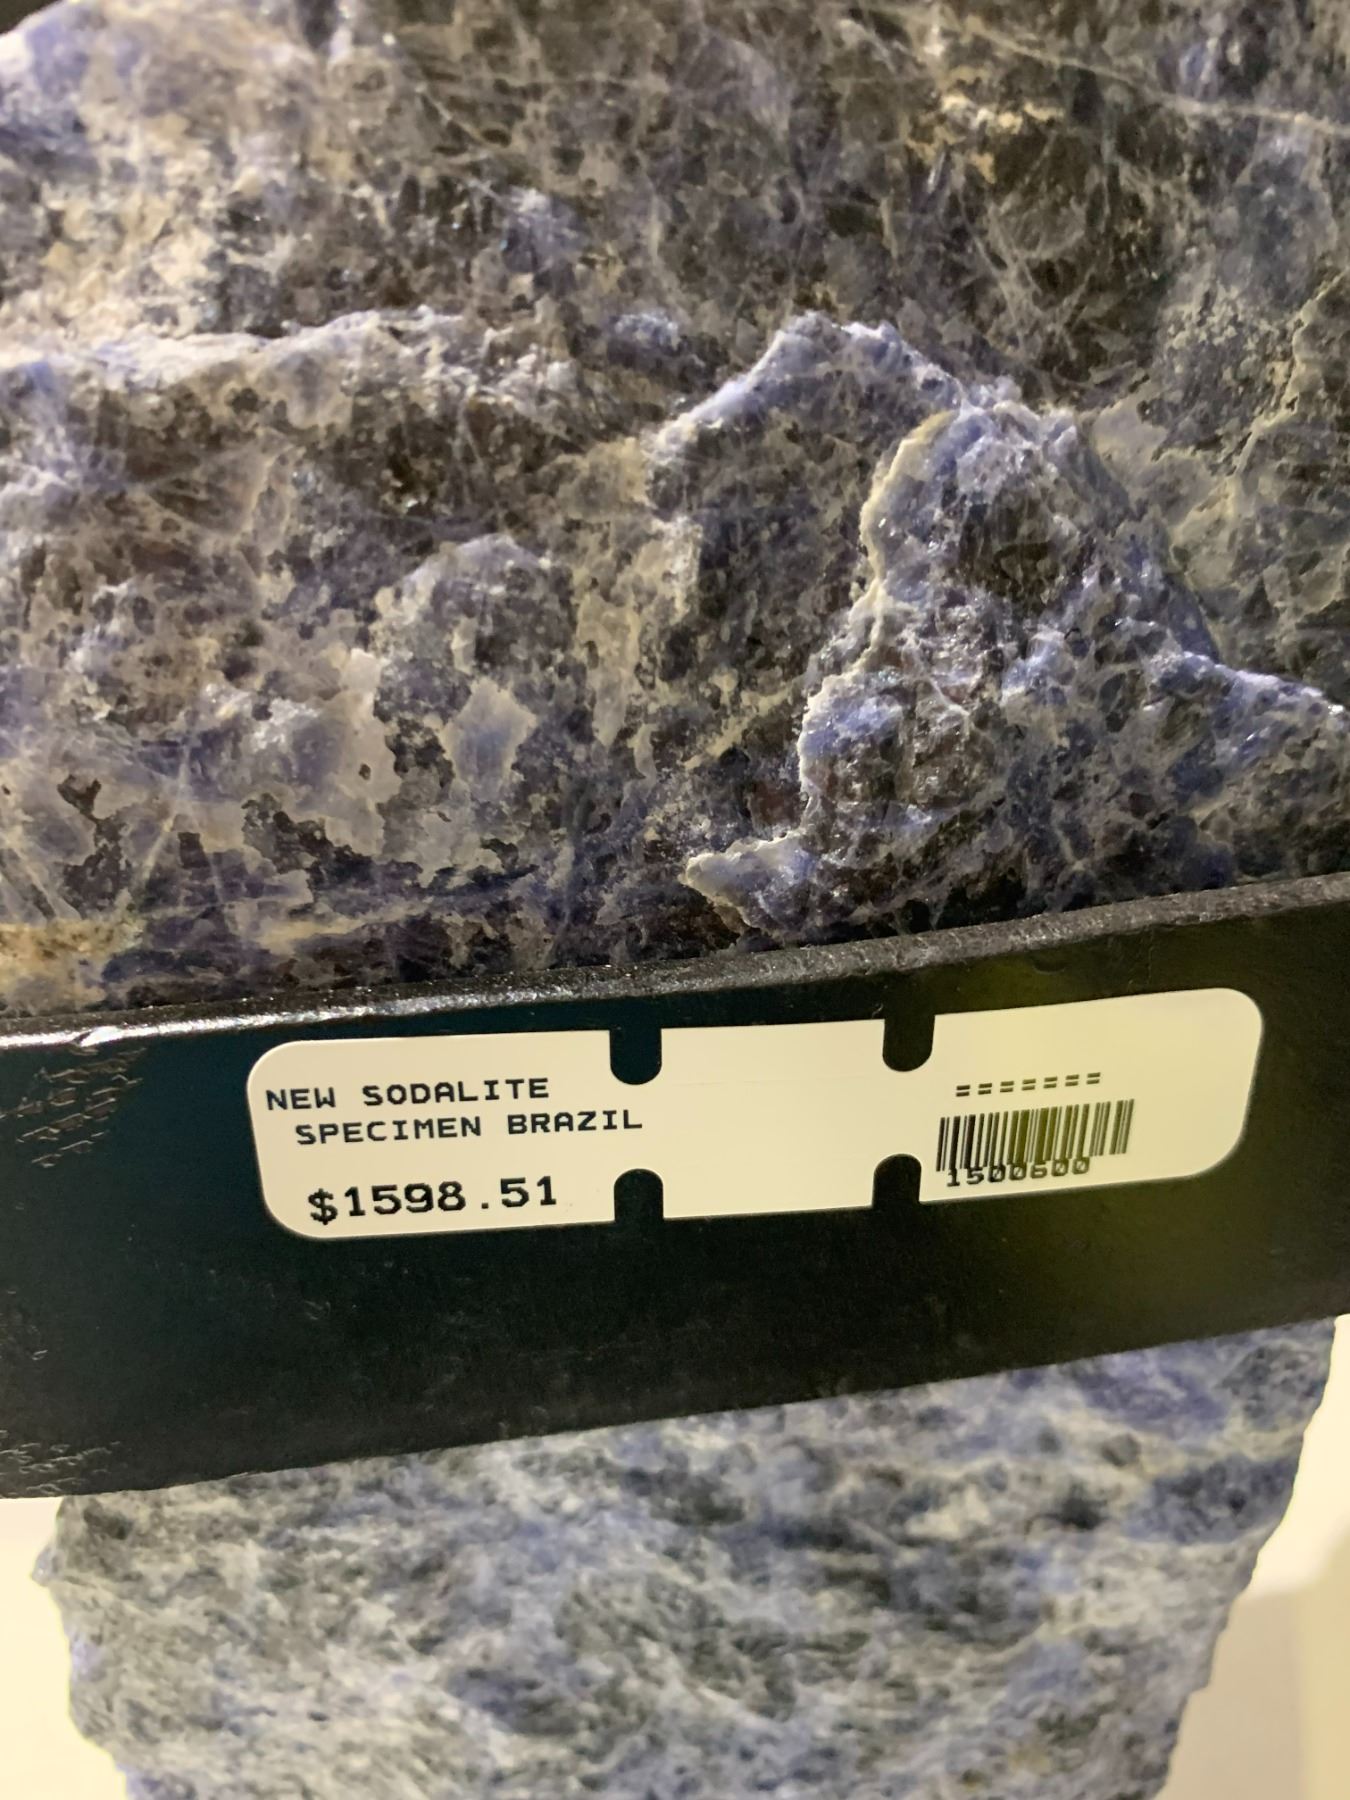 NEW SODALITE
SPECIMEN BRAZIL
$1598.51
=======
1500600